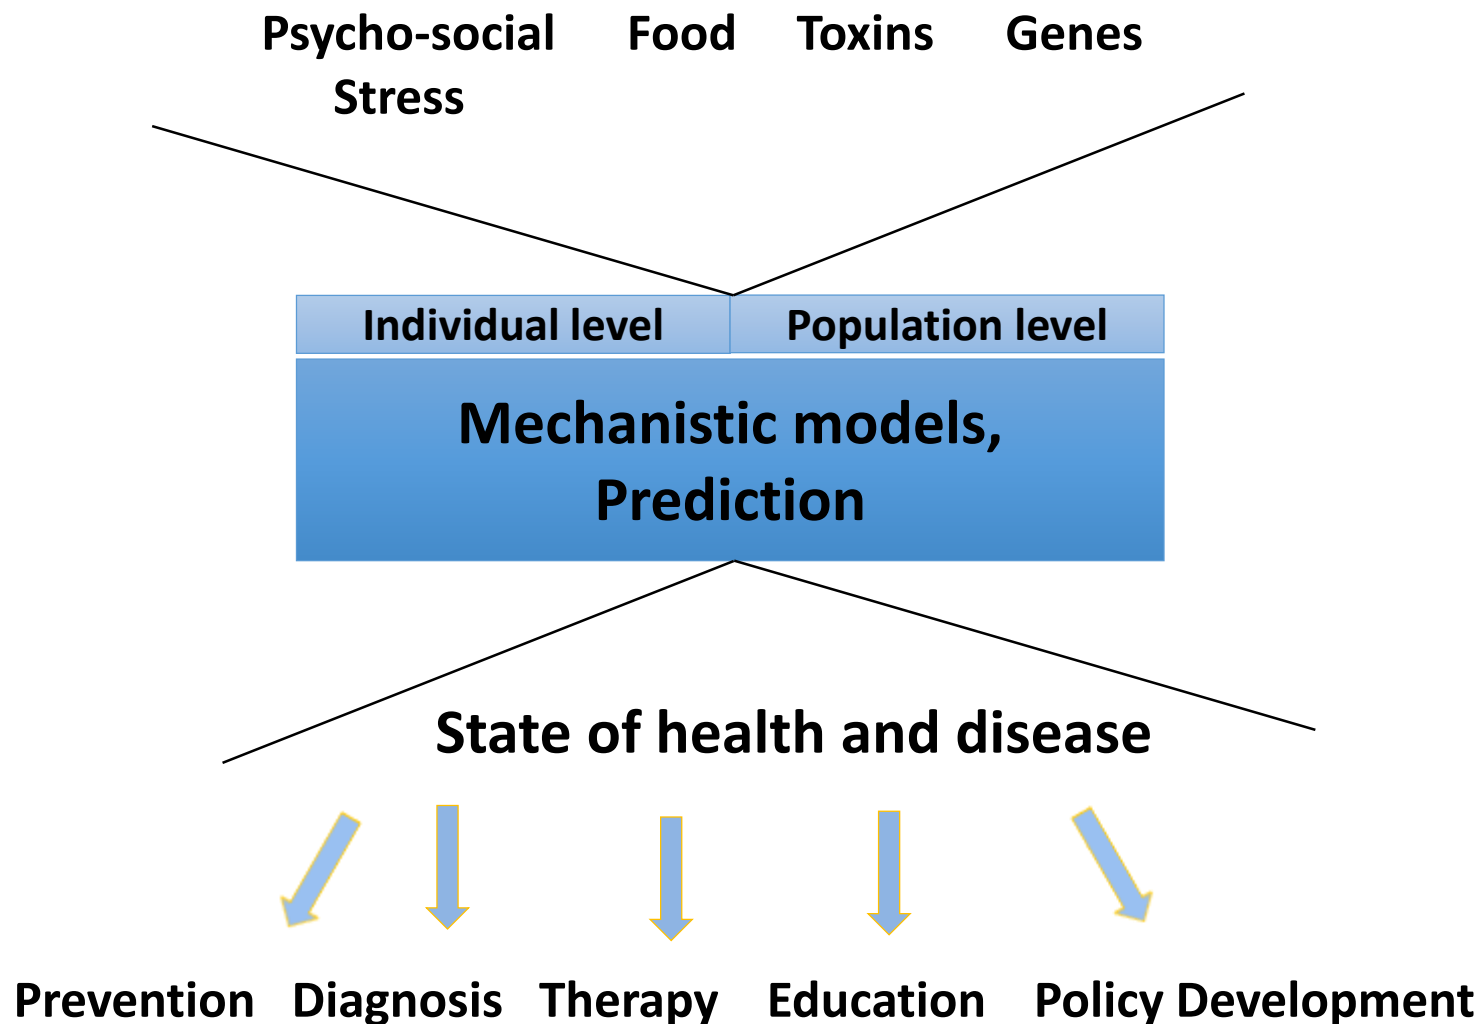 Psycho-social Food Toxins Genes
Stress
Individual level Population level
Mechanistic models,
Prediction
State of health and disease
Prevention Diagnosis Therapy Education Policy Development